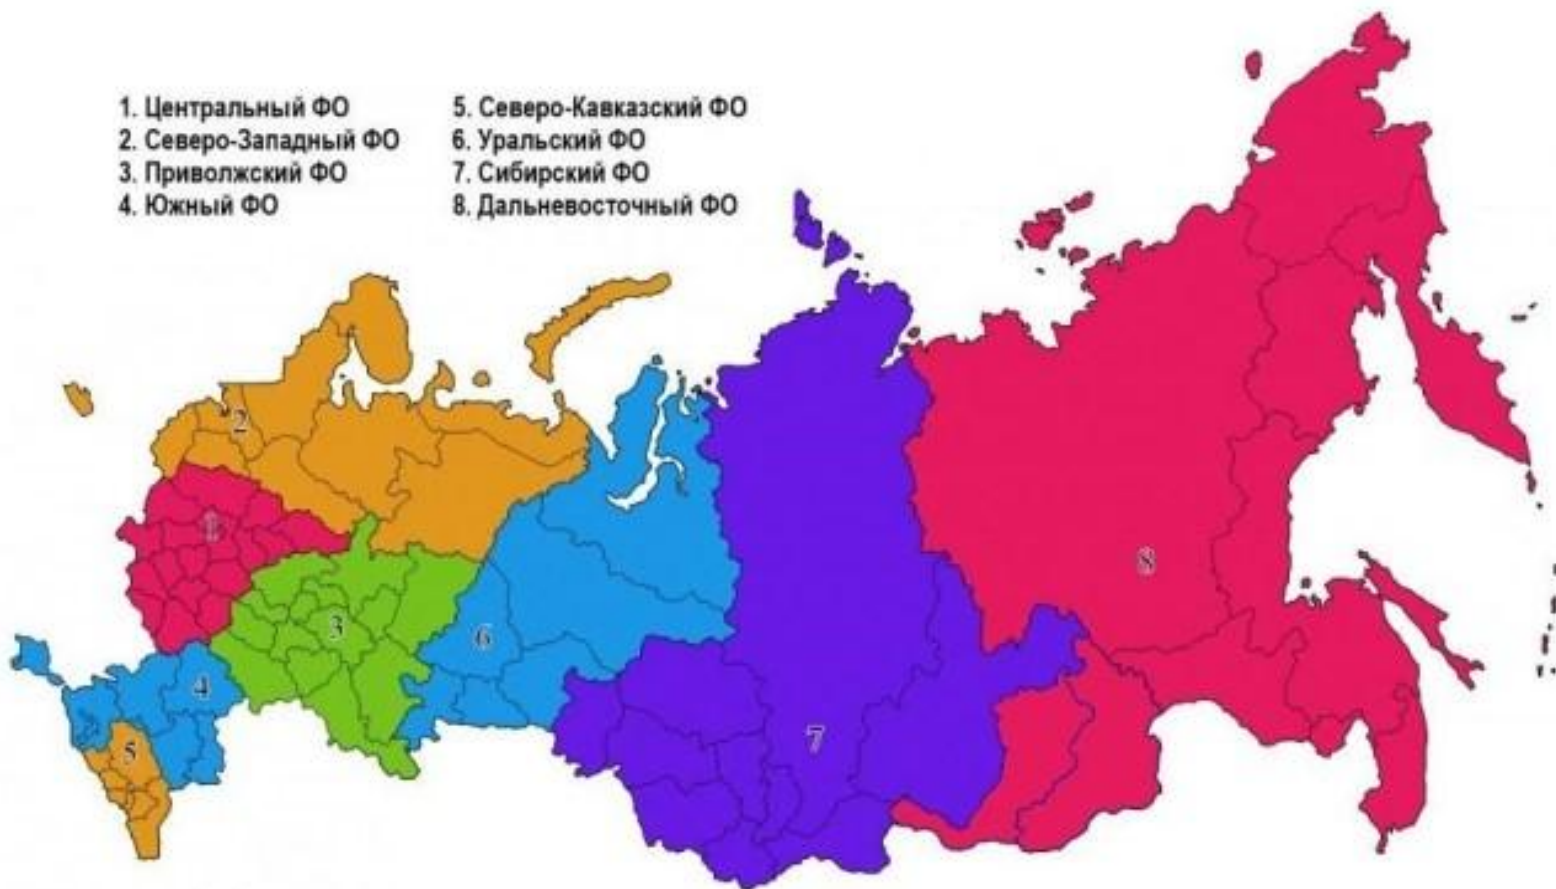 1. Центральный ФО
2. Северо-Западный ФО
3. Приволжский ФО
4. Южный ФО
5. Северо-Кавказский ФО
6. Уральский ФО
7. Сибирский ФО
8. Дальневосточный ФО
2
1
3
6
4
5
7
8